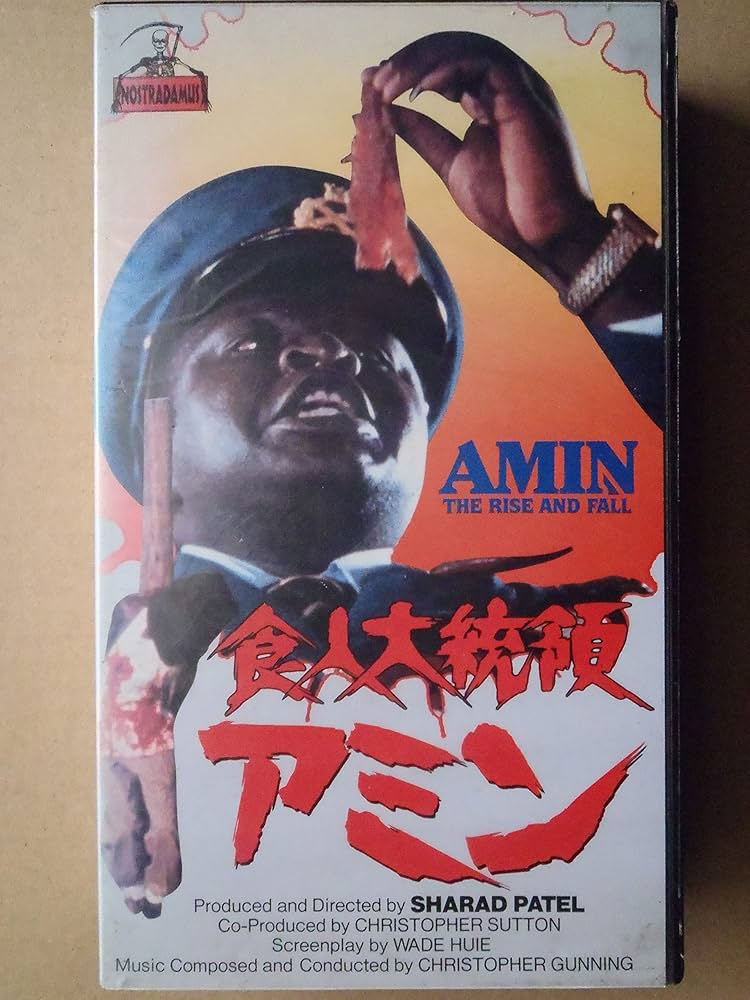 NOSTRADAMUS
AMIN
THE RISE AND FALL
食人大統領
アミン
Produced and Directed by SHARAD PATEL
Co-Produced by CHRISTOPHER SUTTON
Screenplay by WADE HUIE
Music Composed and Conducted by CHRISTOPHER GUNNING